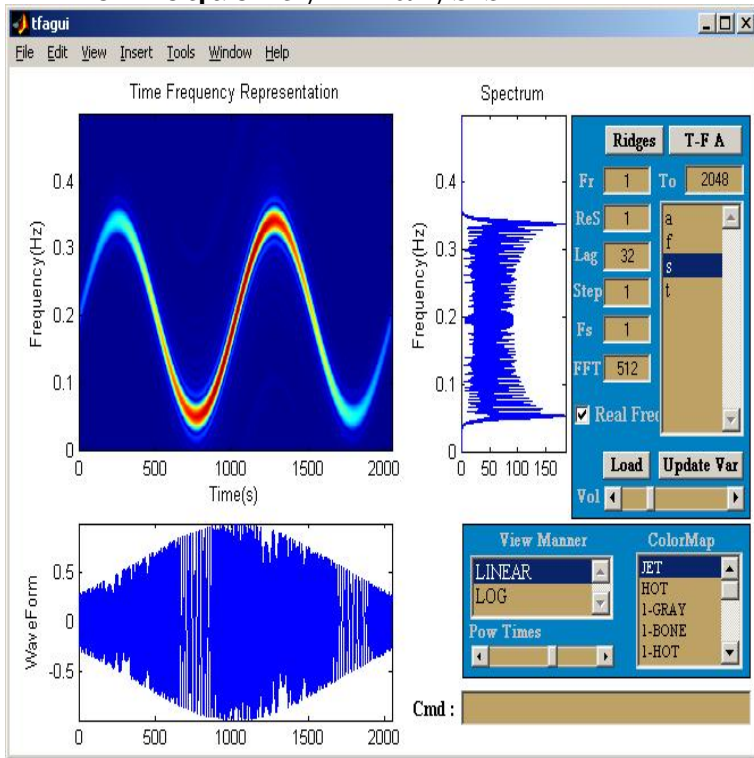 tfagui
File Edit View Insert Tools Window Help
Time Frequency Representation
Frequency(Hz)
0.4
0.3
0.2
0.1
0
0 500 1000 1500 2000
Time(s)
Spectrum
Frequency(Hz)
0.4
0.3
0.2
0.1
0
0 50 100 150
Ridges T-F A
Fr 1 To 2048
ReS 1
Lag 32
Step 1
Fs 1
FFT 512
a
f
s
t
Real Fre
Load Update Var
Vol
WaveForm
0.5
0
-0.5
0 500 1000 1500 2000
View Manner
LINEAR
LOG
Pow Times
ColorMap
JET
HOT
1-GRAY
1-BONE
1-HOT
Cmd :